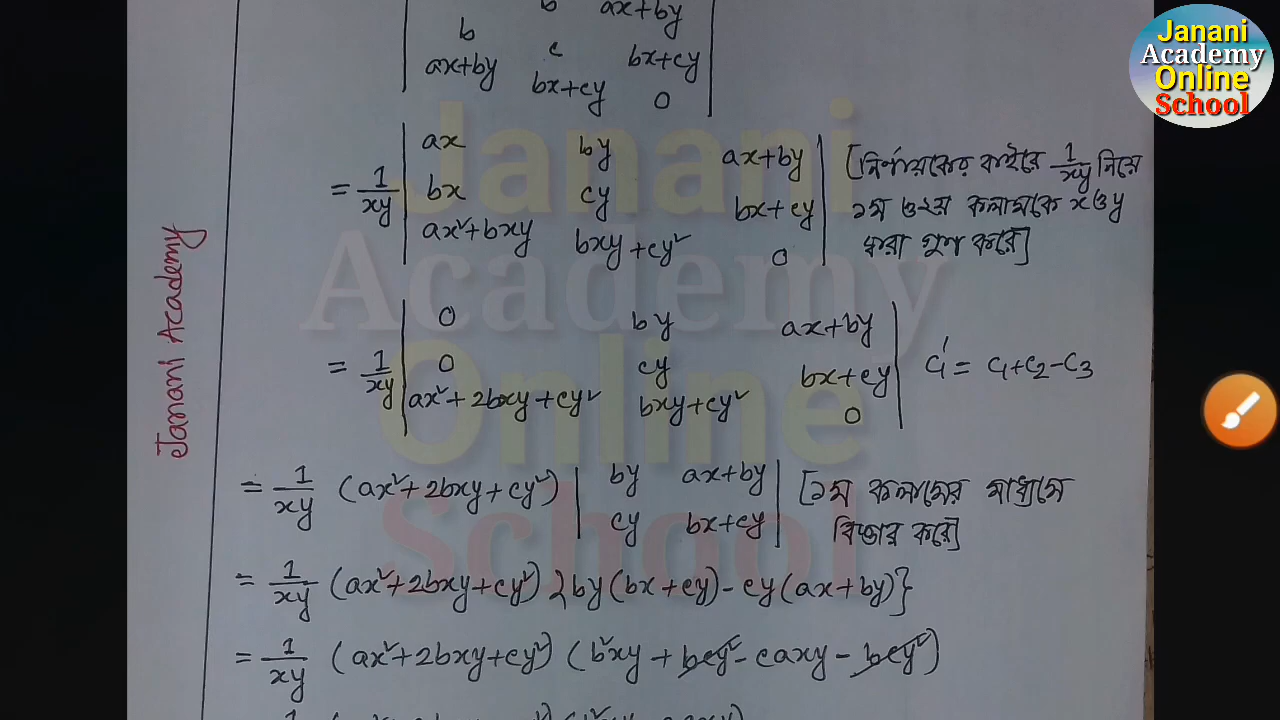 b ax+by
b c bx+cy
ax+by bx+cy 0
= 1/xy | ax by ax+by |
| bx cy bx+cy |
| ax²+bxy bxy+cy² 0 |
[নির্ণায়কের বাইরে 1/xy নিয়ে
১ম ও ২য় কলামকে x ও y
দ্বারা গুণ করে]
= 1/xy | 0 by ax+by |
| 0 cy bx+cy |
| ax²+2bxy+cy² bxy+cy² 0 |
C₁′ = C₁+C₂-C₃
= 1/xy (ax²+2bxy+cy²) | by ax+by |
| cy bx+cy |
[১ম কলামের মাধ্যমে
বিস্তার করে]
= 1/xy (ax²+2bxy+cy²) {by(bx+cy)-cy(ax+by)}
= 1/xy (ax²+2bxy+cy²) (b²xy+bcy²-caxy-bcy²)
Janani Academy
Janani
Academy
Online
School
Janani
Academy
Online
School